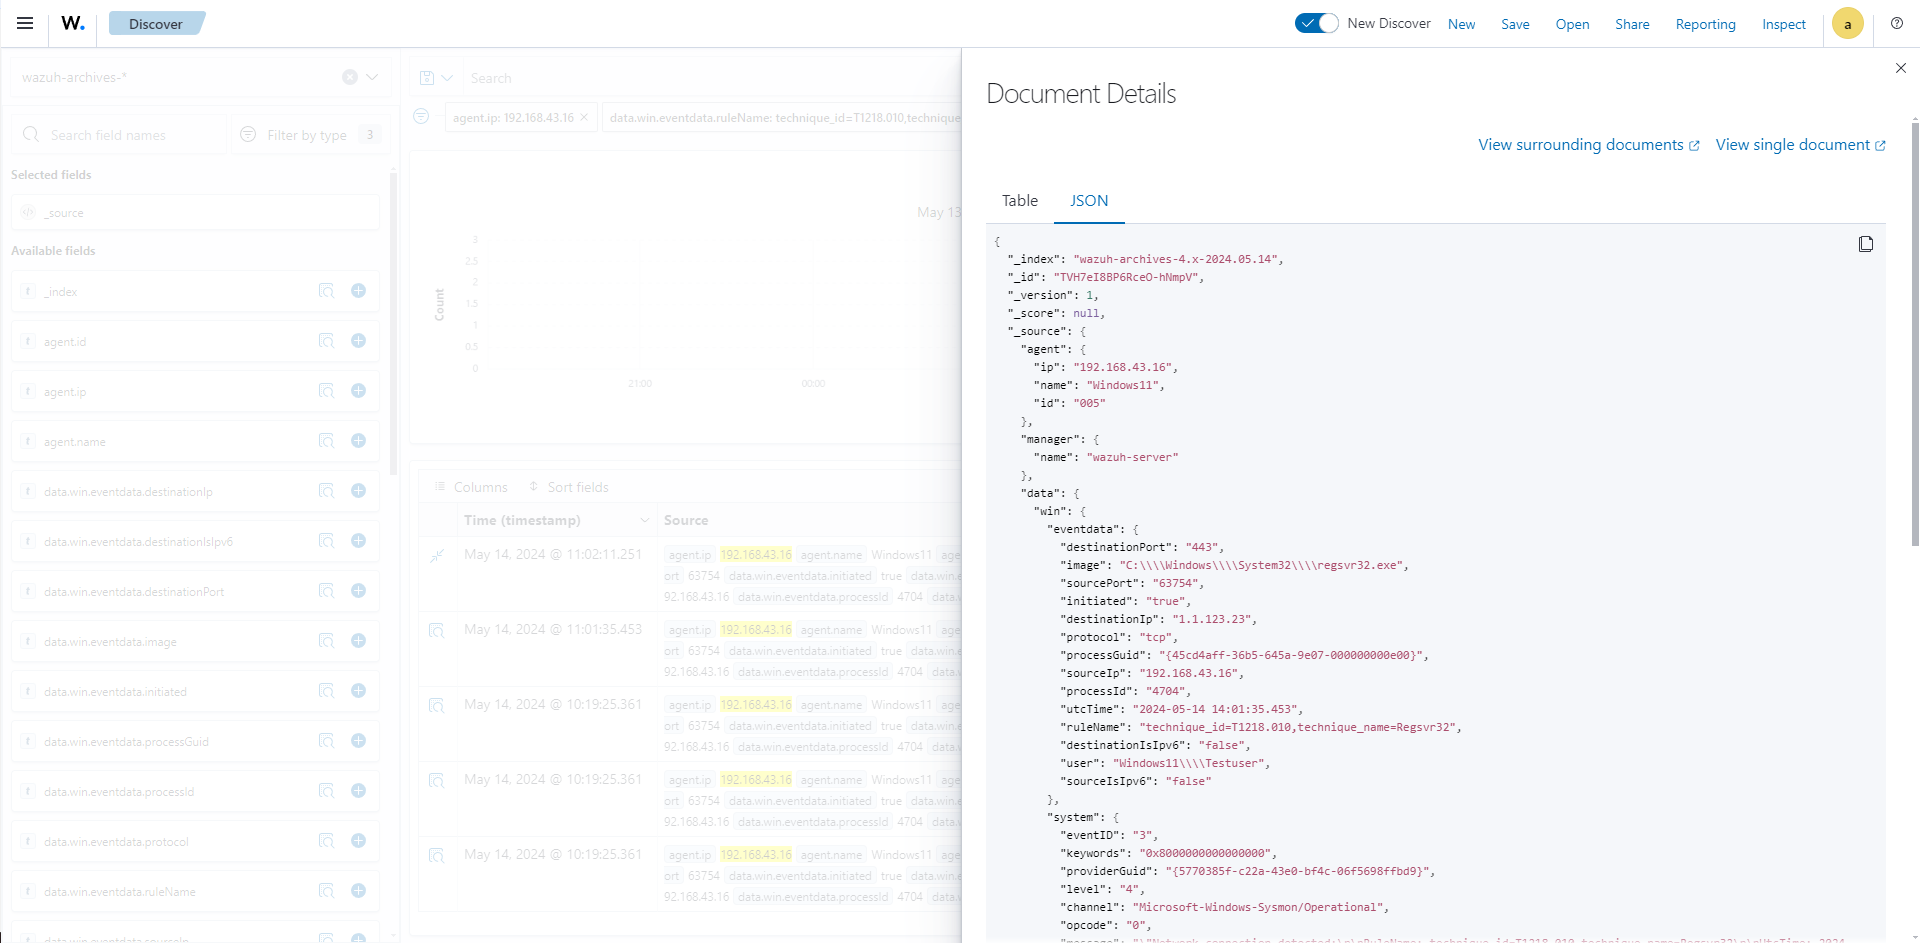 W.
Discover
New Discover
New
Save
Open
Share
Reporting
Inspect
a
wazuh-archives-*
Search
Search field names
Filter by type 3
agent.ip: 192.168.43.16
data.win.eventdata.ruleName: technique_id=T1218.010,technique
Selected fields
_source
Available fields
_index
agent.id
agent.ip
agent.name
data.win.eventdata.destinationIp
data.win.eventdata.destinationIsIpv6
data.win.eventdata.destinationPort
data.win.eventdata.image
data.win.eventdata.initiated
data.win.eventdata.processGuid
data.win.eventdata.processId
data.win.eventdata.protocol
data.win.eventdata.ruleName
data.win.eventdata.sourceIp
May 13
Count
3
2.5
2
1.5
1
0.5
0
21:00
00:00
Columns
Sort fields
Time (timestamp)
Source
May 14, 2024 @ 11:02:11.251
agent.ip 192.168.43.16 agent.name Windows11 age
ort 63754 data.win.eventdata.initiated true data.win.e
92.168.43.16 data.win.eventdata.processId 4704 data.
May 14, 2024 @ 11:01:35.453
agent.ip 192.168.43.16 agent.name Windows11 age
ort 63754 data.win.eventdata.initiated true data.win.e
92.168.43.16 data.win.eventdata.processId 4704 data.
May 14, 2024 @ 10:19:25.361
agent.ip 192.168.43.16 agent.name Windows11 age
ort 63754 data.win.eventdata.initiated true data.win.e
92.168.43.16 data.win.eventdata.processId 4704 data.
May 14, 2024 @ 10:19:25.361
agent.ip 192.168.43.16 agent.name Windows11 age
ort 63754 data.win.eventdata.initiated true data.win.e
92.168.43.16 data.win.eventdata.processId 4704 data.
May 14, 2024 @ 10:19:25.361
agent.ip 192.168.43.16 agent.name Windows11 age
ort 63754 data.win.eventdata.initiated true data.win.e
92.168.43.16 data.win.eventdata.processId 4704 data.
Document Details
View surrounding documents
View single document
Table
JSON
{
"_index": "wazuh-archives-4.x-2024.05.14",
"_id": "TVH7eI8BP6RceO-hNmpV",
"_version": 1,
"_score": null,
"_source": {
"agent": {
"ip": "192.168.43.16",
"name": "Windows11",
"id": "005"
},
"manager": {
"name": "wazuh-server"
},
"data": {
"win": {
"eventdata": {
"destinationPort": "443",
"image": "C:\\\\Windows\\\\System32\\\\regsvr32.exe",
"sourcePort": "63754",
"initiated": "true",
"destinationIp": "1.1.123.23",
"protocol": "tcp",
"processGuid": "{45cd4aff-36b5-645a-9e07-000000000e00}",
"sourceIp": "192.168.43.16",
"processId": "4704",
"utcTime": "2024-05-14 14:01:35.453",
"ruleName": "technique_id=T1218.010,technique_name=Regsvr32",
"destinationIsIpv6": "false",
"user": "Windows11\\\\Testuser",
"sourceIsIpv6": "false"
},
"system": {
"eventID": "3",
"keywords": "0x8000000000000000",
"providerGuid": "{5770385f-c22a-43e0-bf4c-06f5698ffbd9}",
"level": "4",
"channel": "Microsoft-Windows-Sysmon/Operational",
"opcode": "0",
"message": "\"Network connection detected:\r\nRuleName: technique_id=T1218.010,technique_name=Regsvr32\r\nUtcTime: 2024